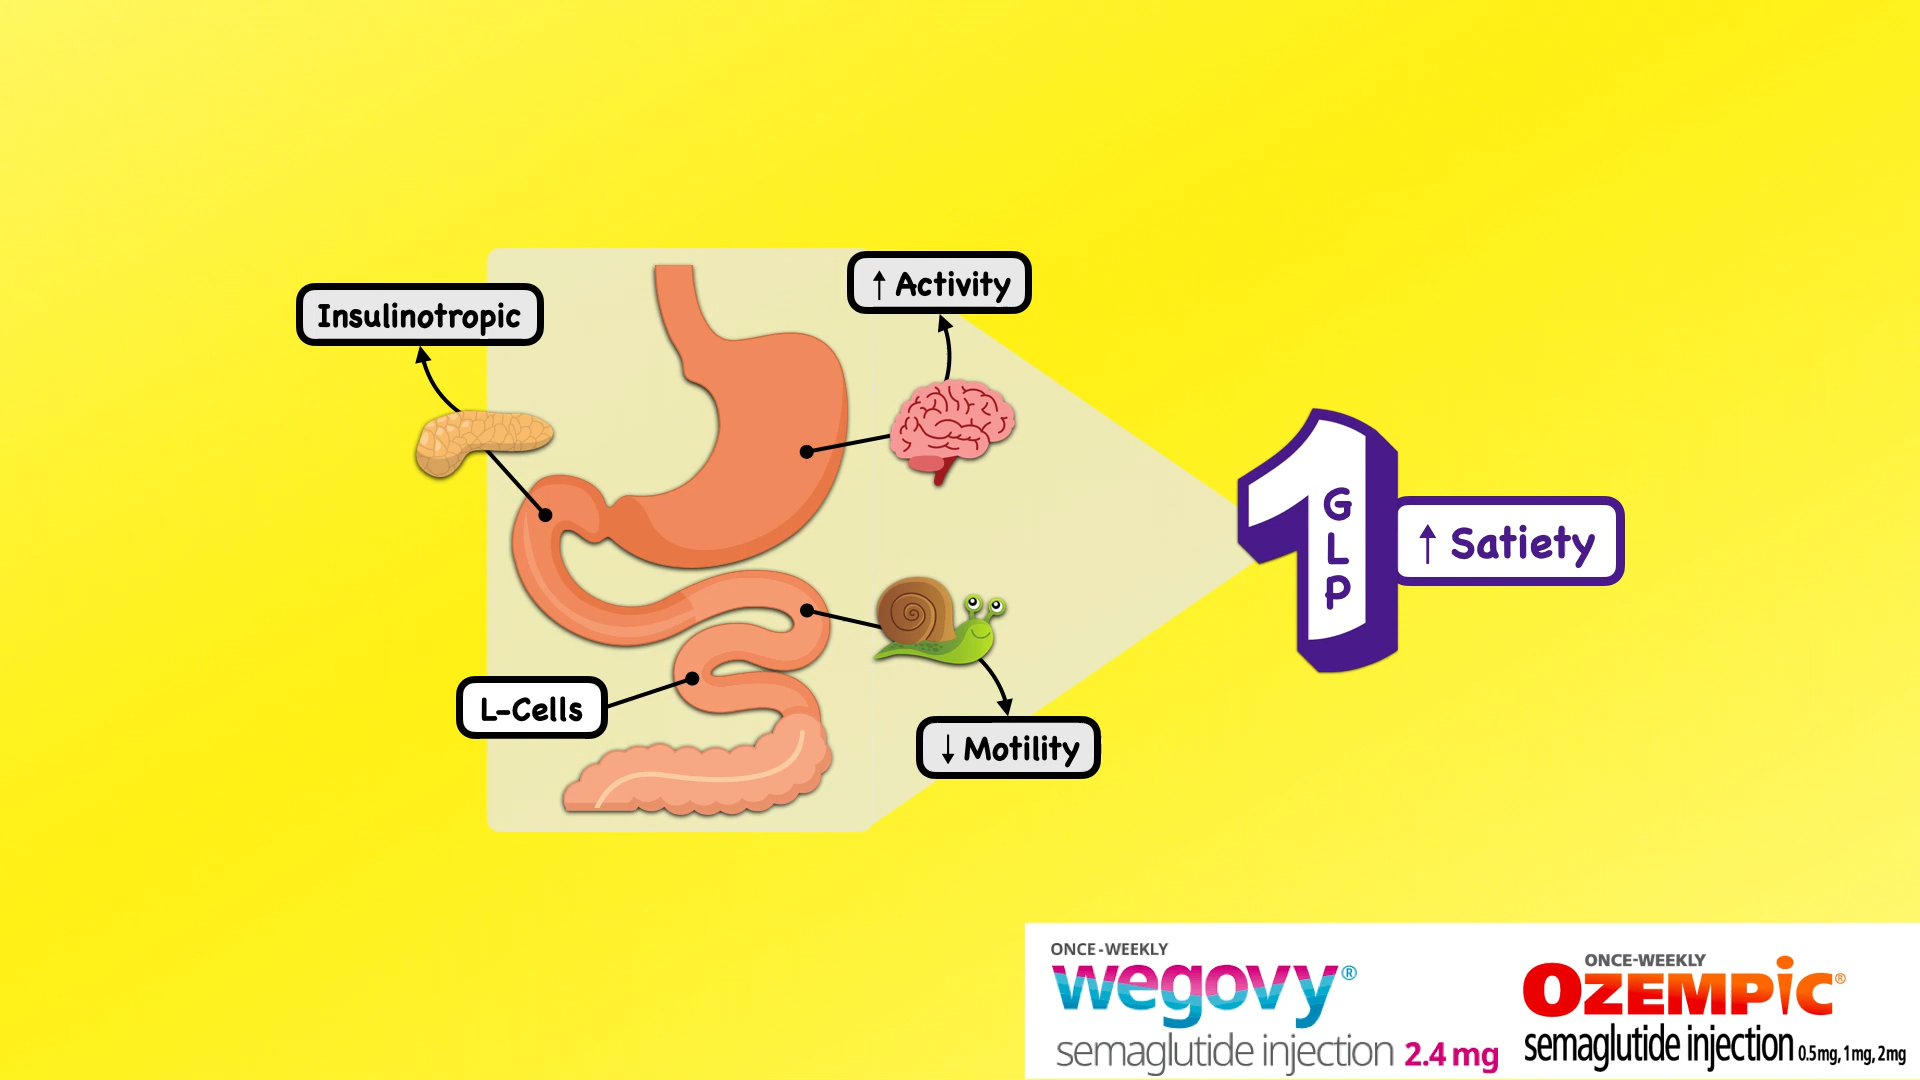 Insulinotropic
↑ Activity
L-Cells
↓ Motility
1
G
L
P
↑ Satiety
ONCE-WEEKLY
wegovy®
semaglutide injection 2.4 mg
ONCE-WEEKLY
OZEMPIC®
semaglutide injection 0.5mg, 1mg, 2mg